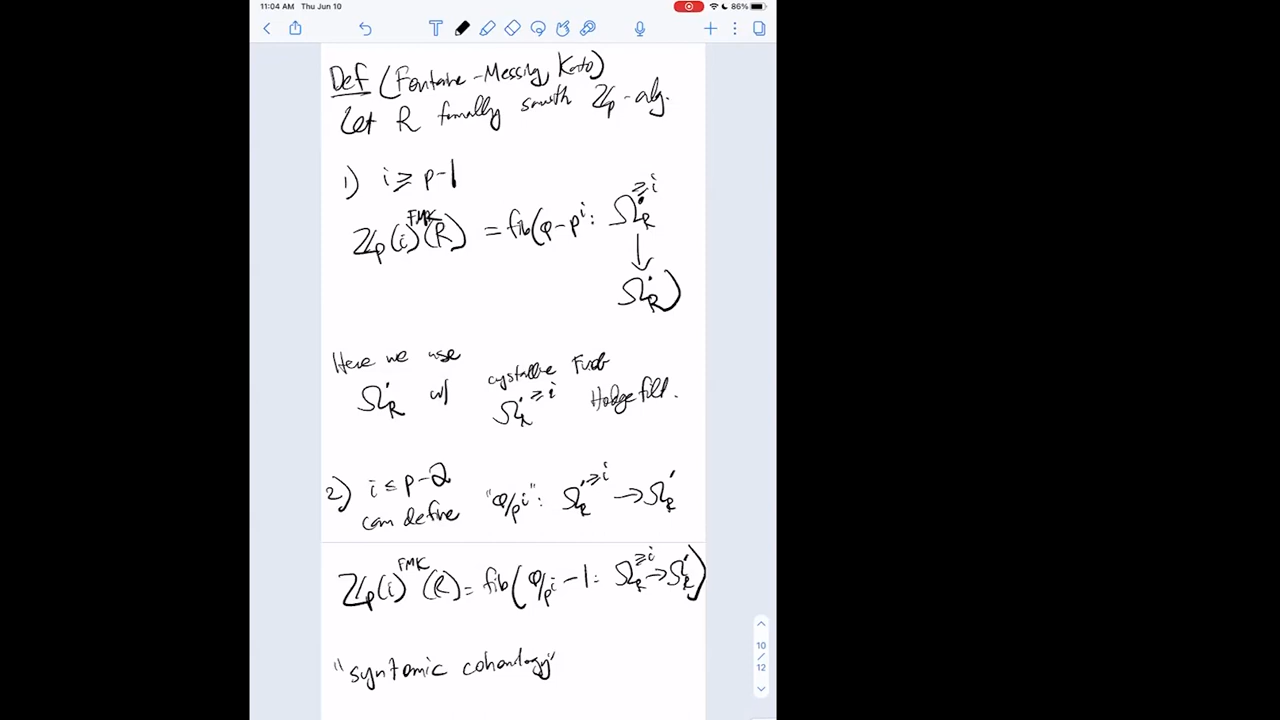 11:04 AM Thu Jun 10
86%
Def (Fontaine-Messing, Kato)
Let R formally smooth ℤp-alg.
1) i ≥ p-1
ℤp(i)^FMK(R) = fib(φ-p^i : Ω_R^{•≥i}
↓
Ω_R^•)
Here we use
Ω_R^• w/ crystalline Frob
Ω_R^{•≥i} Hodge filt.
2) i ≤ p-2
can define "φ/p^i": Ω_R^{•≥i} → Ω_R^•
ℤp(i)^FMK(R) = fib(φ/p^i - 1: Ω_R^{≥i} → Ω_R^•)
"syntomic cohomology"
10
/
12